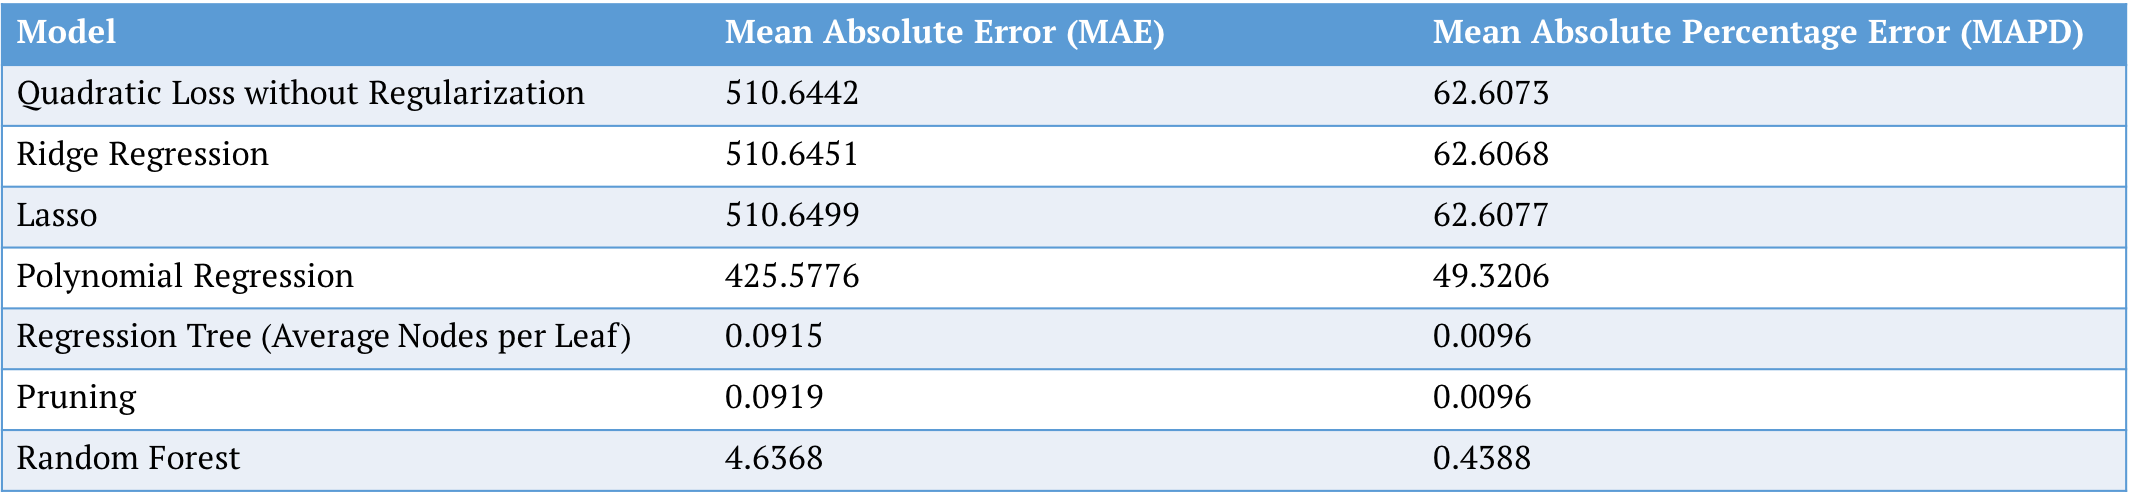 Model Mean Absolute Error (MAE) Mean Absolute Percentage Error (MAPD)
Quadratic Loss without Regularization 510.6442 62.6073
Ridge Regression 510.6451 62.6068
Lasso 510.6499 62.6077
Polynomial Regression 425.5776 49.3206
Regression Tree (Average Nodes per Leaf) 0.0915 0.0096
Pruning 0.0919 0.0096
Random Forest 4.6368 0.4388